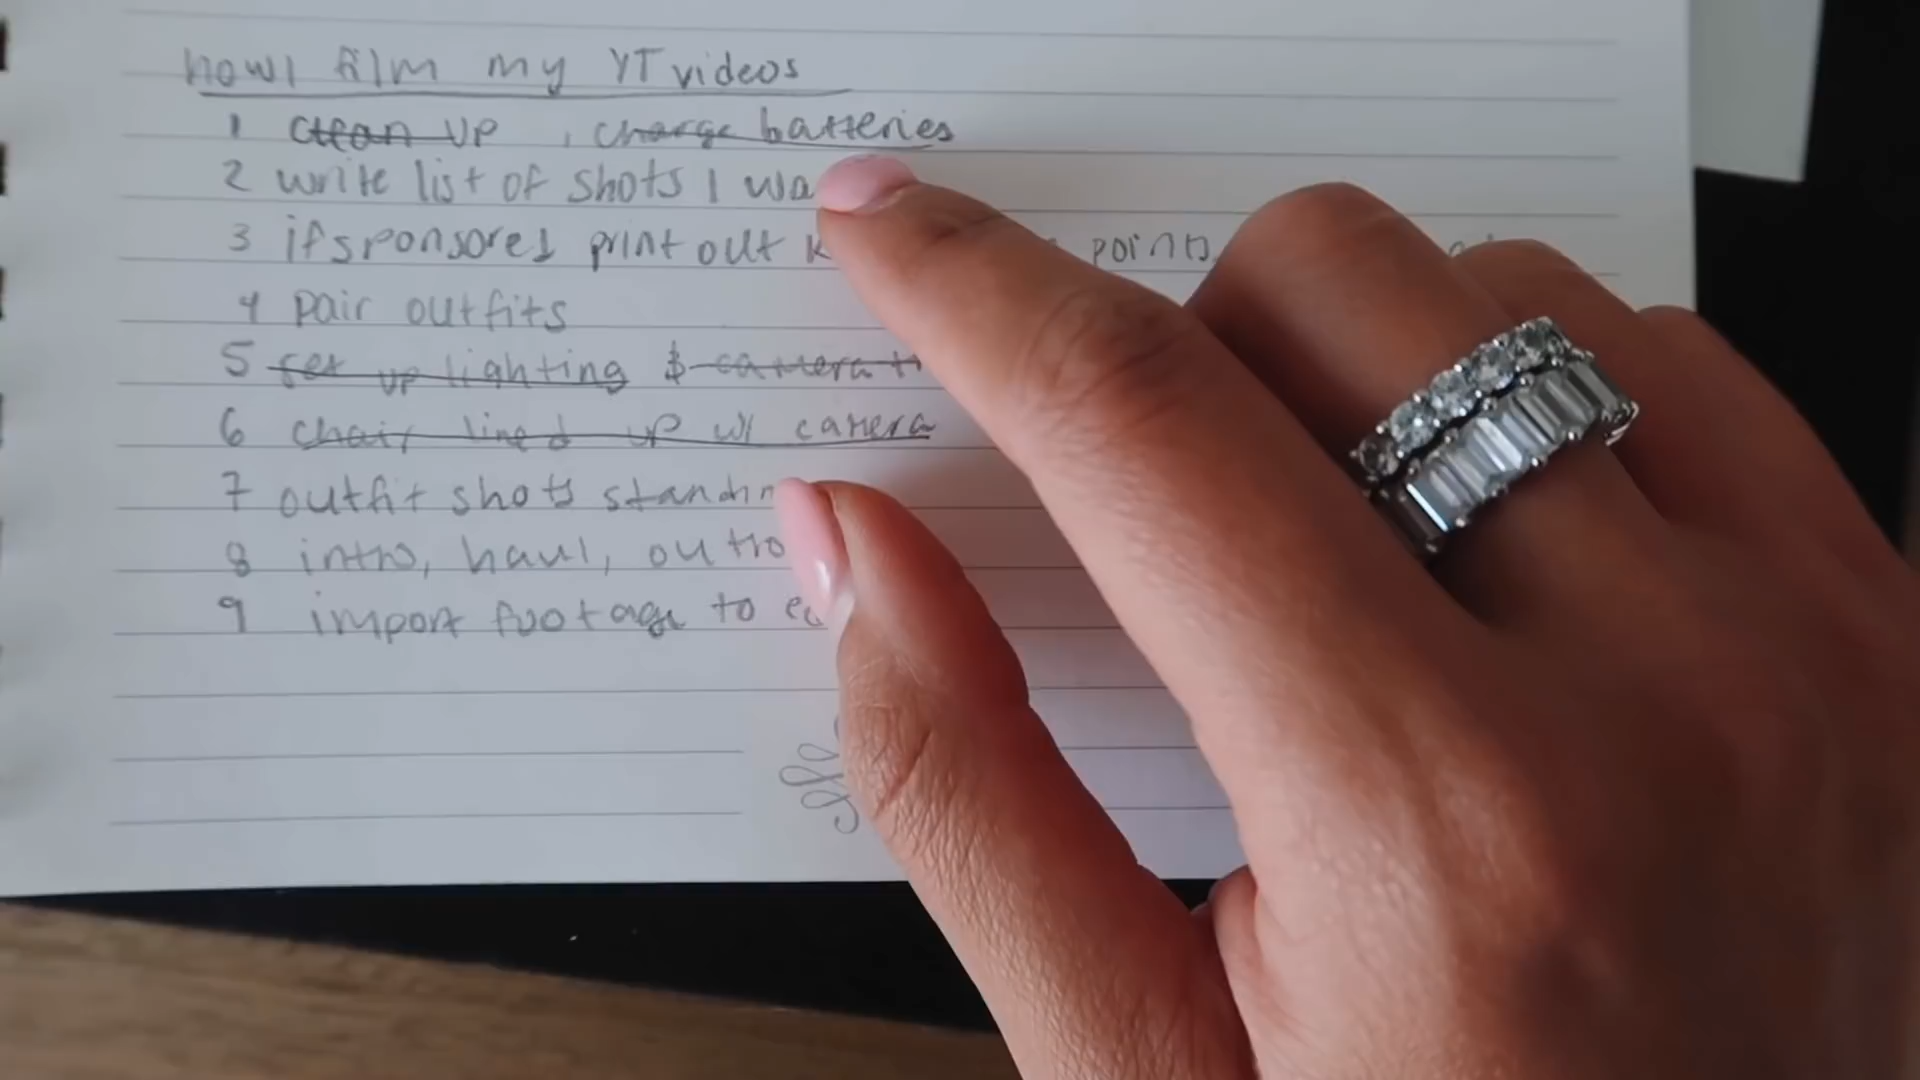 how I film my YT videos
1 clean up , charge batteries
2 write list of shots I wa
3 if sponsored print out k points
4 pair outfits
5 set up lighting & camera
6 chair lined up w/ camera
7 outfit shots standin
8 intro, haul, outro
9 import footage to ed